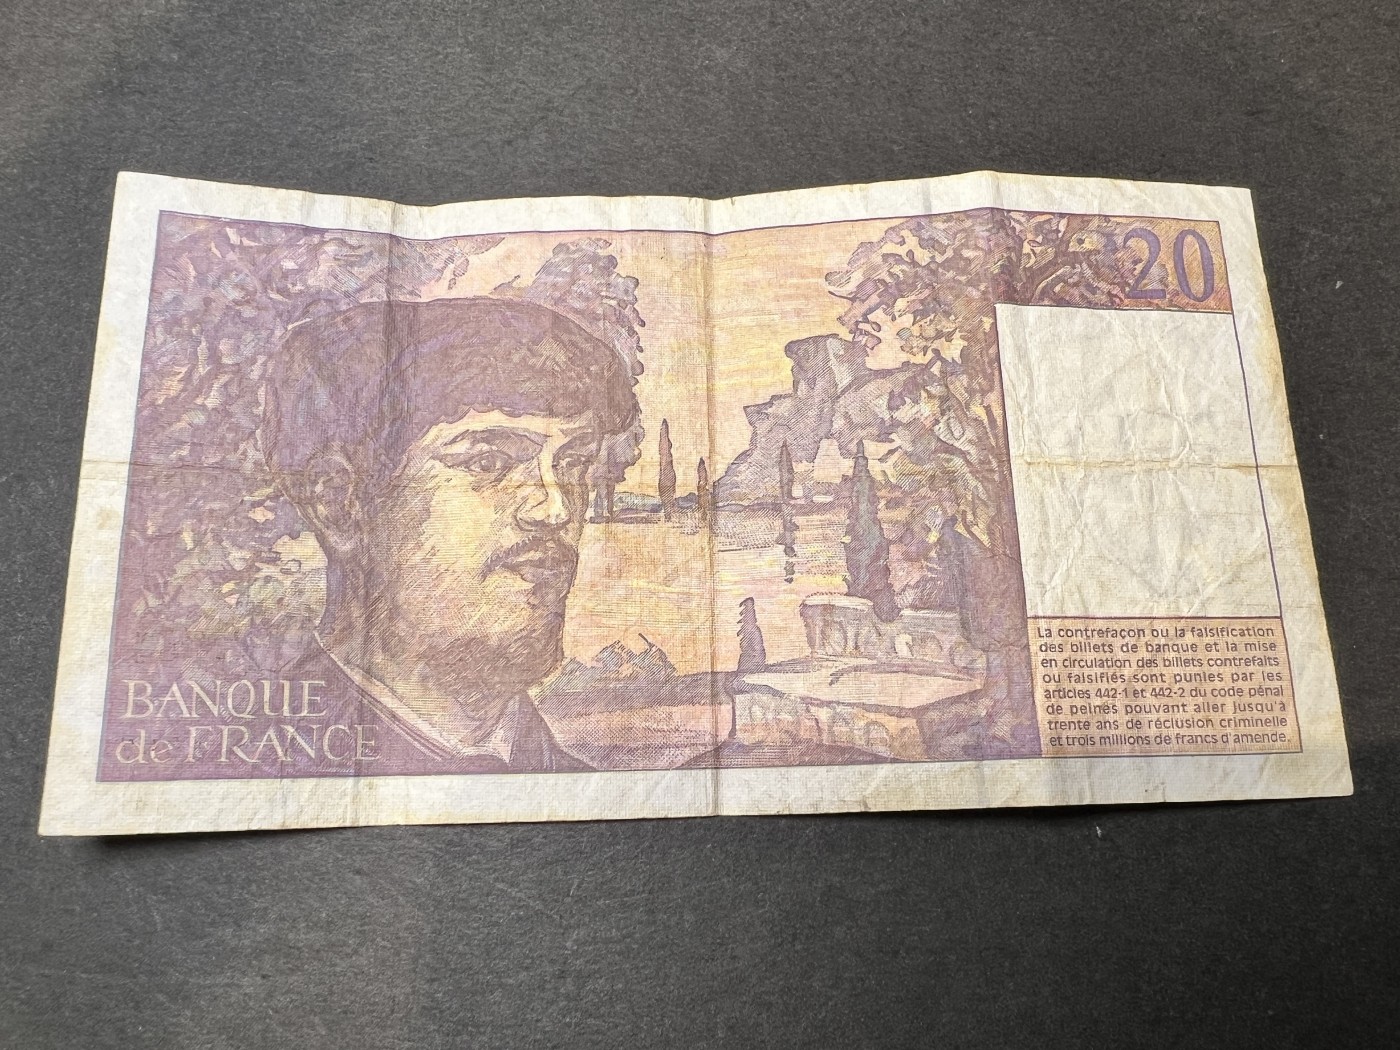 20
La contrefaçon ou la falsification
des billets de banque et la mise
en circulation des billets contrefaits
ou falsifiés sont punies par les
articles 442-1 et 442-2 du code pénal
de peines pouvant aller jusqu'à
trente ans de réclusion criminelle
et trois millions de francs d'amende.
BANQUE
de FRANCE